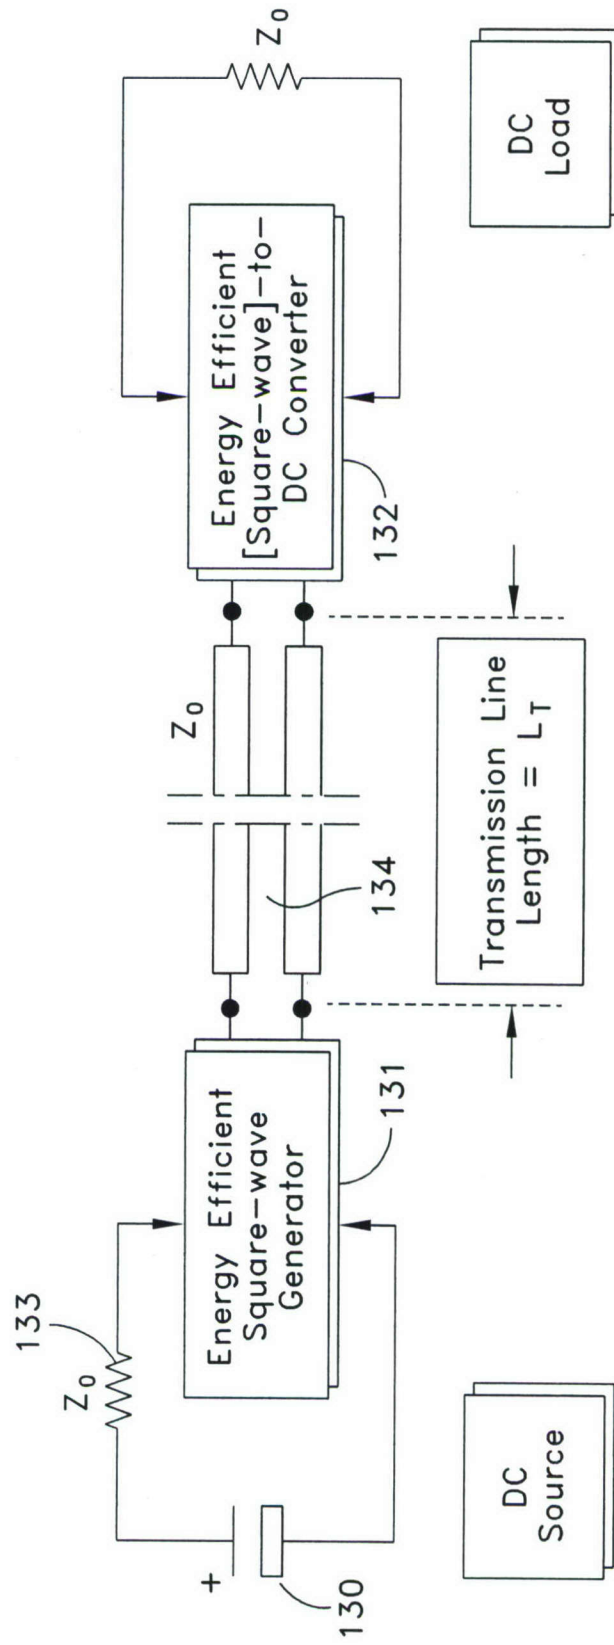 133
Z0
+
130
Energy Efficient
Square-wave
Generator
131
Z0
134
Energy Efficient
[Square-wave]-to-
DC Converter
132
Z0
DC
Source
Transmission Line
Length = LT
DC
Load